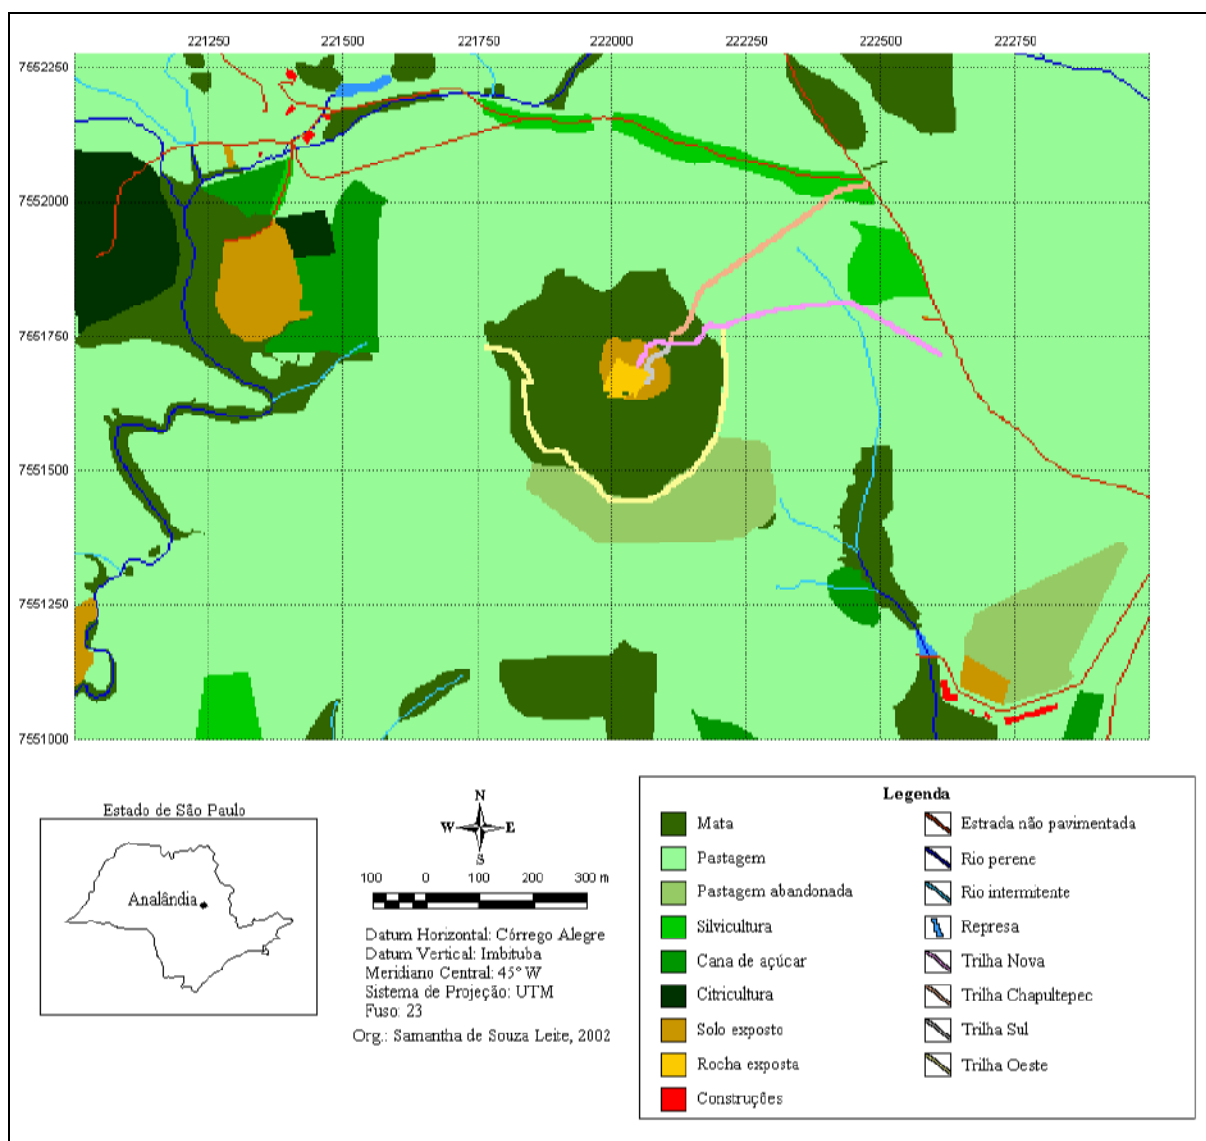 221250 221500 221750 222000 222250 222500 222750
7552250
7552000
7551750
7551500
7551250
7551000
Estado de São Paulo
Analândia
N
W E
S
100 0 100 200 300 m
Datum Horizontal: Córrego Alegre
Datum Vertical: Imbituba
Meridiano Central: 45° W
Sistema de Projeção: UTM
Fuso: 23
Org.: Samantha de Souza Leite, 2002
Legenda
Mata
Pastagem
Pastagem abandonada
Silvicultura
Cana de açúcar
Citricultura
Solo exposto
Rocha exposta
Construções
Estrada não pavimentada
Rio perene
Rio intermitente
Represa
Trilha Nova
Trilha Chapultepec
Trilha Sul
Trilha Oeste